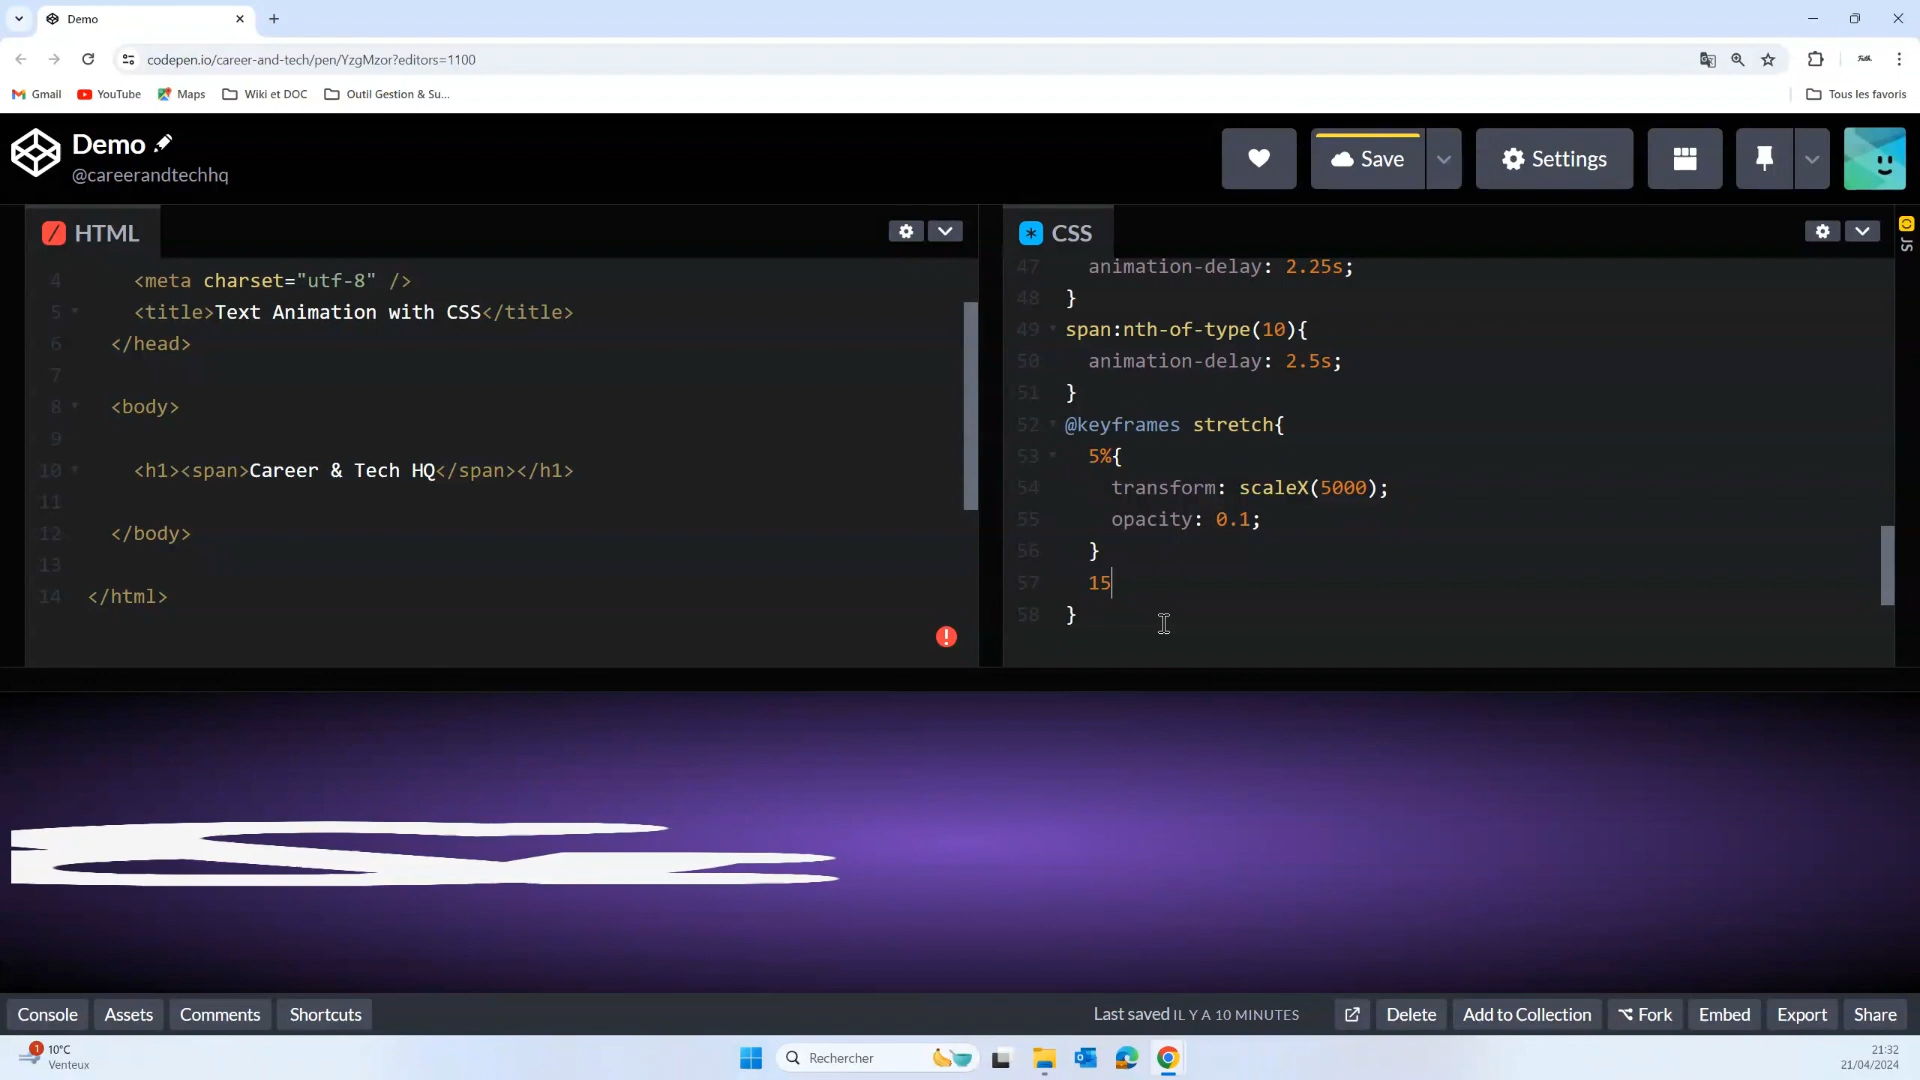 Demo
codepen.io/career-and-tech/pen/YzgMzor?editors=1100
Gmail
YouTube
Maps
Wiki et DOC
Outil Gestion & Su...
Tous les favoris
Demo
@careerandtechhq
Save
Settings
HTML
4 <meta charset="utf-8" />
5 <title>Text Animation with CSS</title>
6 </head>
7
8 <body>
9
10 <h1><span>Career & Tech HQ</span></h1>
11
12 </body>
13
14 </html>
CSS
JS
47 animation-delay: 2.25s;
48 }
49 span:nth-of-type(10){
50 animation-delay: 2.5s;
51 }
52 @keyframes stretch{
53 5%{
54 transform: scaleX(5000);
55 opacity: 0.1;
56 }
57 15
58 }
Console
Assets
Comments
Shortcuts
Last saved IL Y A 10 MINUTES
Delete
Add to Collection
Fork
Embed
Export
Share
1
10°C
Venteux
Rechercher
21:32
21/04/2024